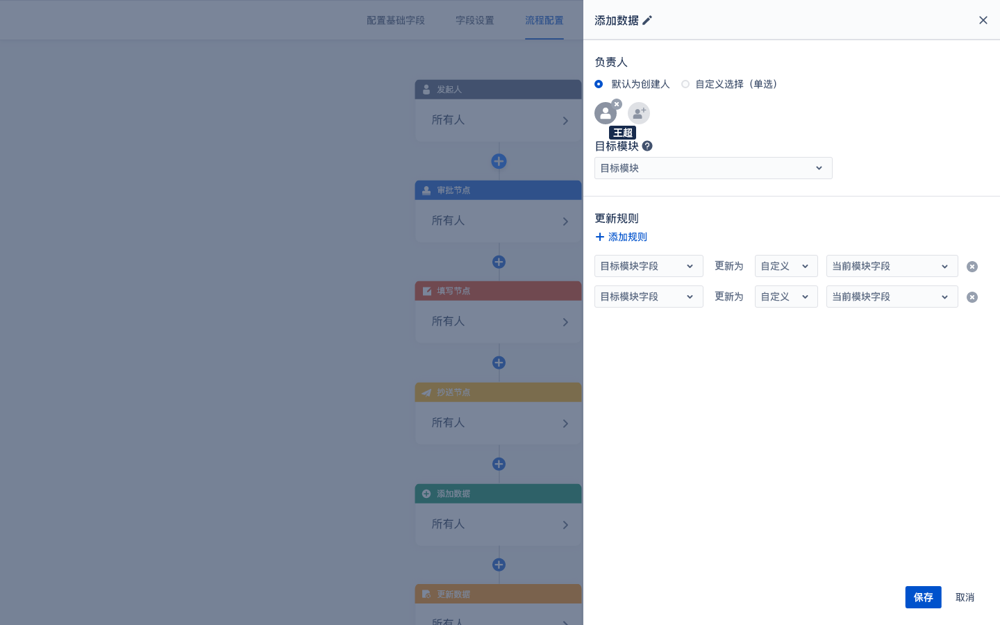 配置基础字段 字段设置 流程配置
发起人
所有人
审批节点
所有人
填写节点
所有人
抄送节点
所有人
添加数据
所有人
更新数据
所有人
添加数据
负责人
默认为创建人 自定义选择（单选）
王超
目标模块
目标模块
更新规则
添加规则
目标模块字段 更新为 自定义 当前模块字段
目标模块字段 更新为 自定义 当前模块字段
保存 取消